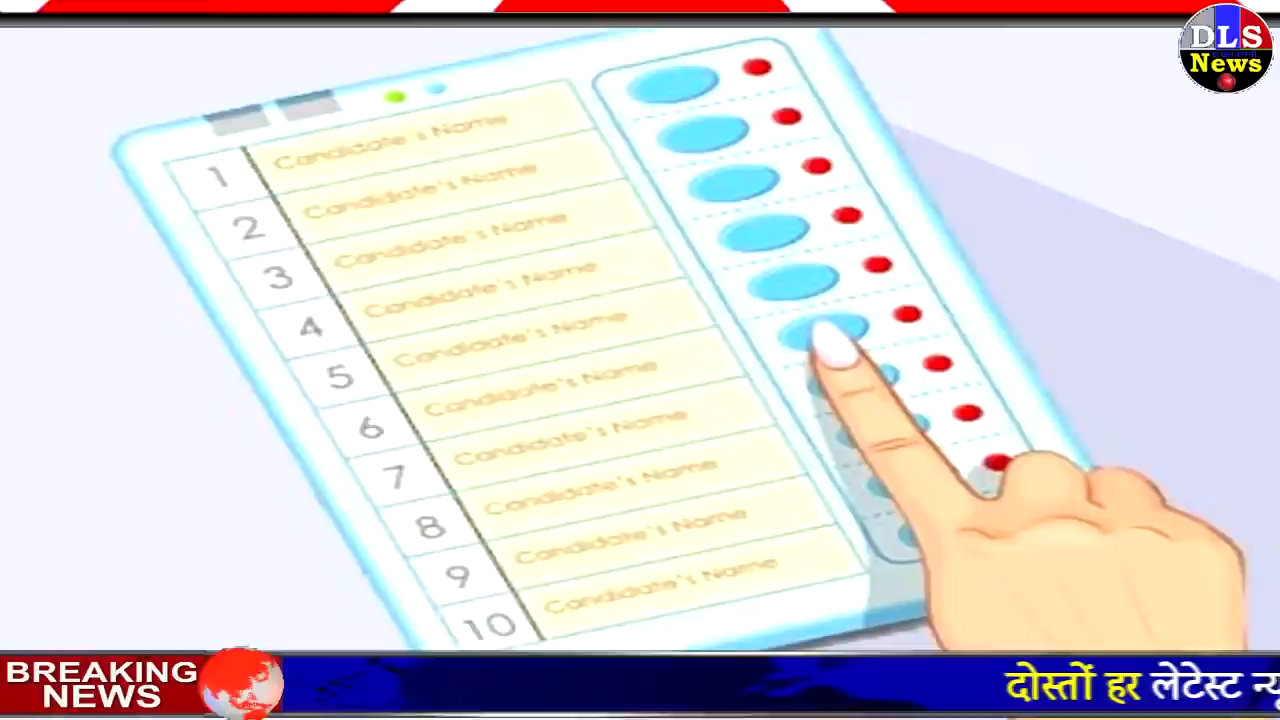 DLS
News
1 Candidate's Name
2 Candidate's Name
3 Candidate's Name
4 Candidate's Name
5 Candidate's Name
6 Candidate's Name
7 Candidate's Name
8 Candidate's Name
9 Candidate's Name
10 Candidate's Name
BREAKING
NEWS
दोस्तों हर लेटेस्ट